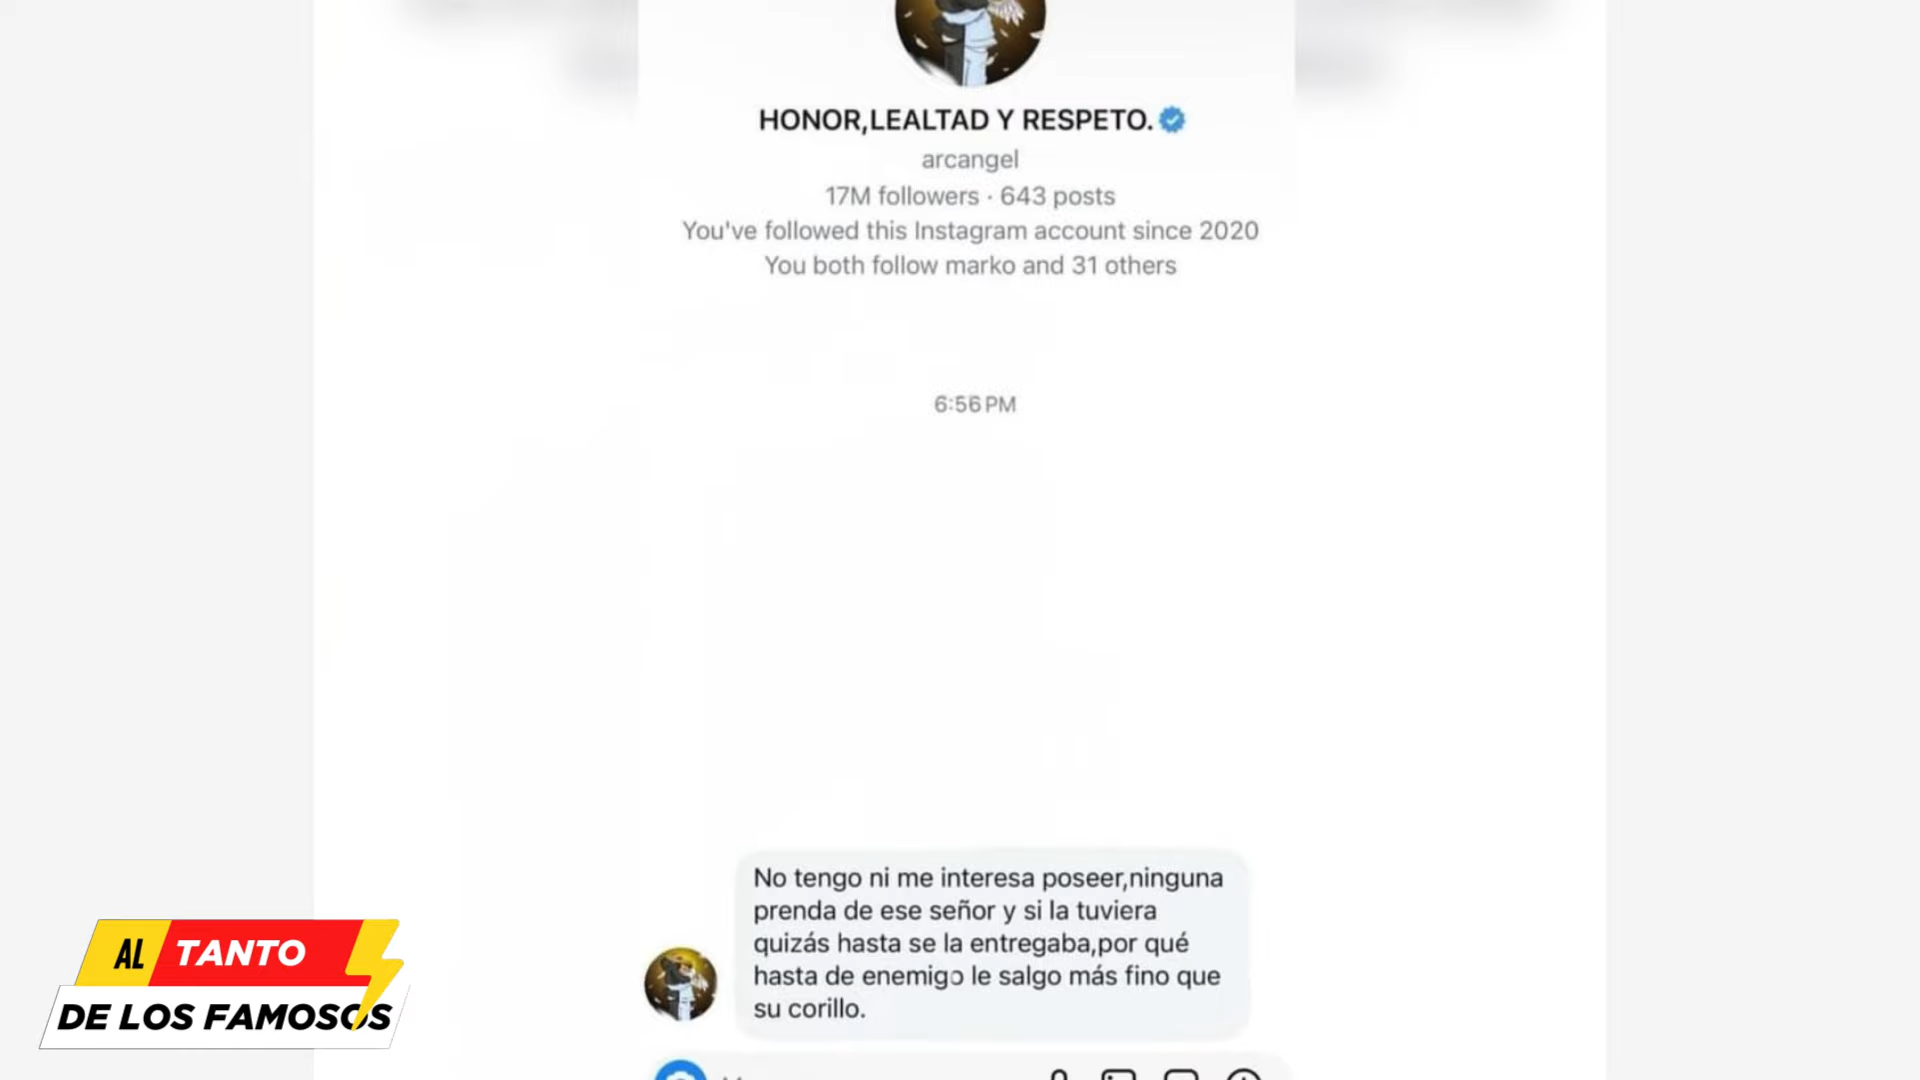 HONOR,LEALTAD Y RESPETO.
arcangel
17M followers · 643 posts
You've followed this Instagram account since 2020
You both follow marko and 31 others
6:56 PM
No tengo ni me interesa poseer,ninguna
prenda de ese señor y si la tuviera
quizás hasta se la entregaba,por qué
hasta de enemigo le salgo más fino que
su corillo.
AL TANTO
DE LOS FAMOSOS